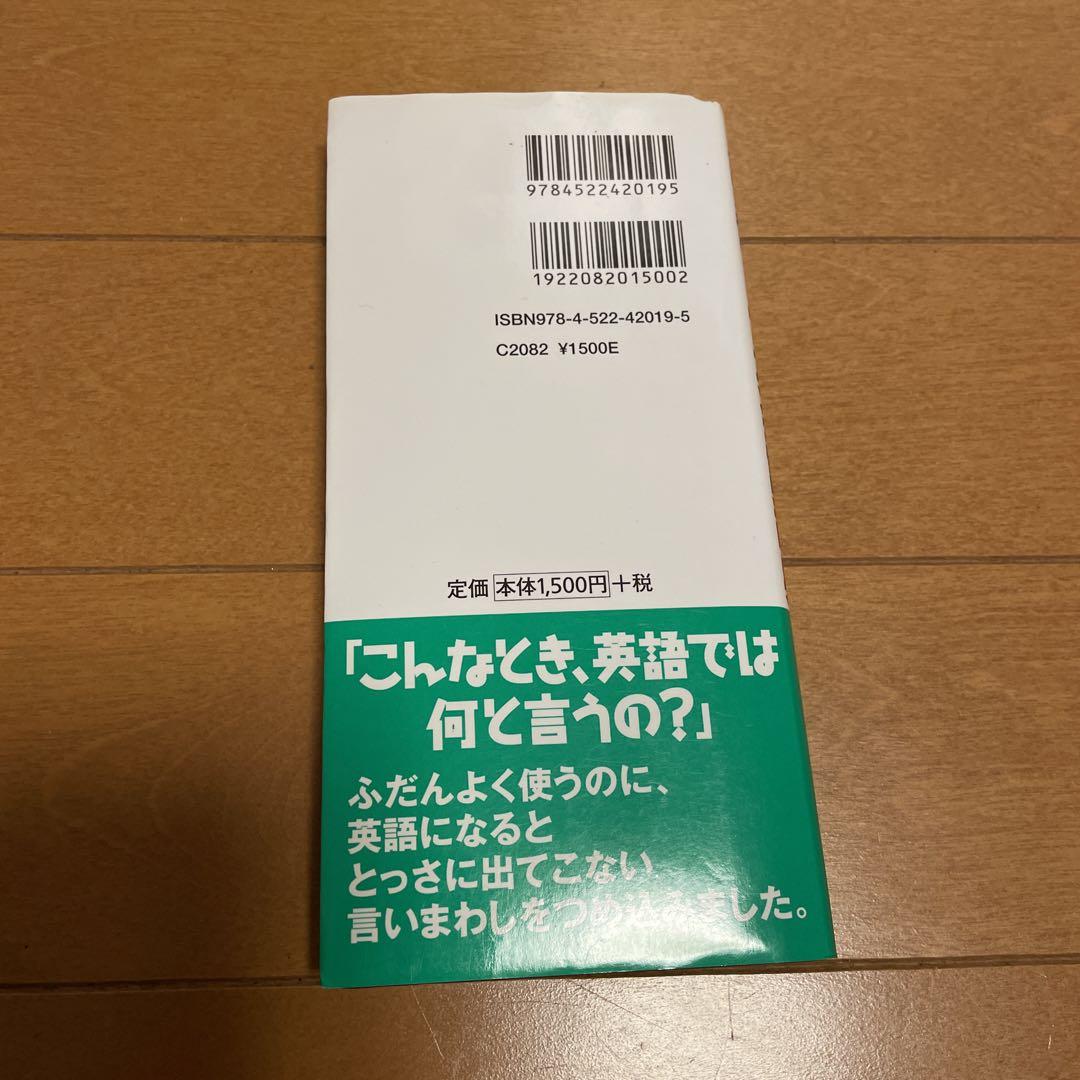 9784522420195
1922082015002
ISBN978-4-522-42019-5
C2082 ¥1500E
定価 本体1,500円 +税
「こんなとき、英語では
何と言うの?」
ふだんよく使うのに、
英語になると
とっさに出てこない
言いまわしをつめ込みました。